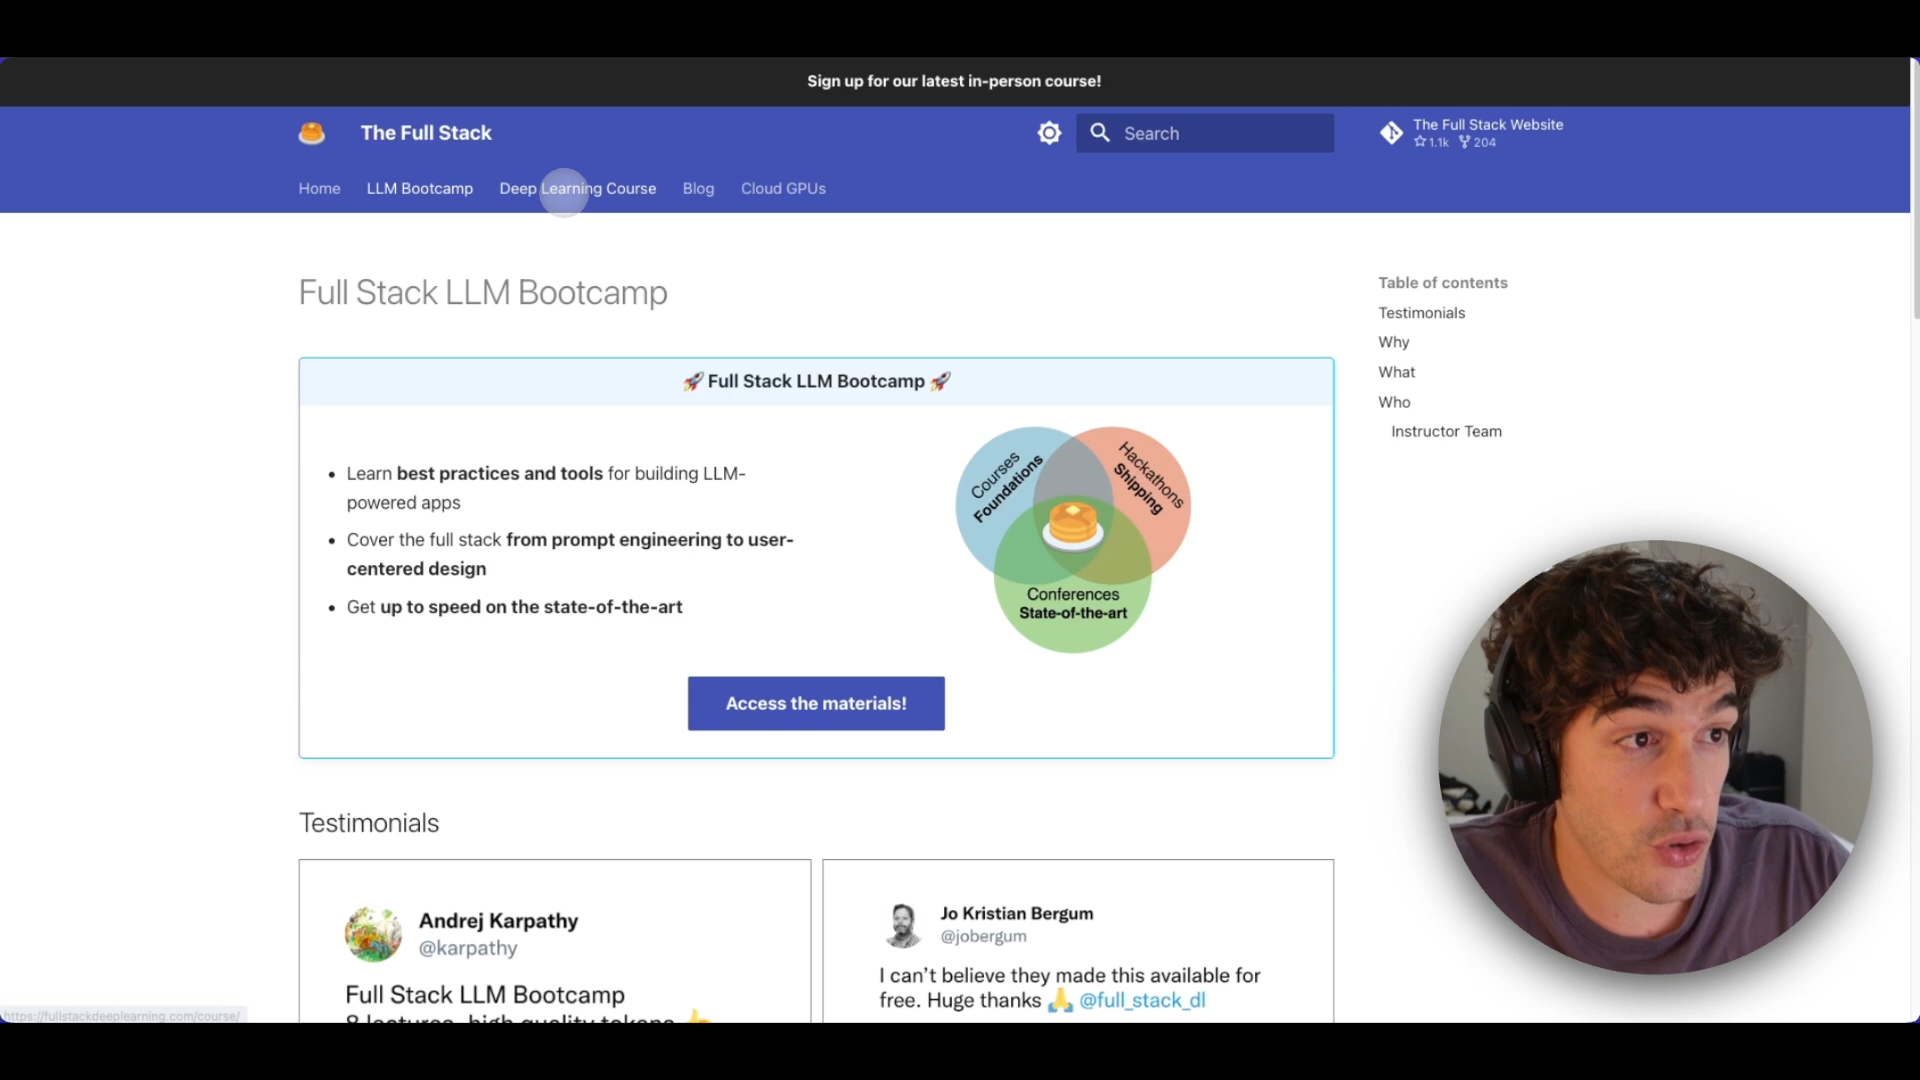 Sign up for our latest in-person course!
The Full Stack
Search
The Full Stack Website
1.1k 204
Home LLM Bootcamp Deep Learning Course Blog Cloud GPUs
Full Stack LLM Bootcamp
Table of contents
Testimonials
Why
What
Who
Instructor Team
🚀 Full Stack LLM Bootcamp 🚀
• Learn best practices and tools for building LLM-
powered apps
• Cover the full stack from prompt engineering to user-
centered design
• Get up to speed on the state-of-the-art
Courses
Foundations
Hackathons
Shipping
Conferences
State-of-the-art
Access the materials!
Testimonials
Andrej Karpathy
@karpathy
Full Stack LLM Bootcamp
8 lectures, high quality tokens 👍
Jo Kristian Bergum
@jobergum
I can’t believe they made this available for
free. Huge thanks 🙏 @full_stack_dl
https://fullstackdeeplearning.com/course/